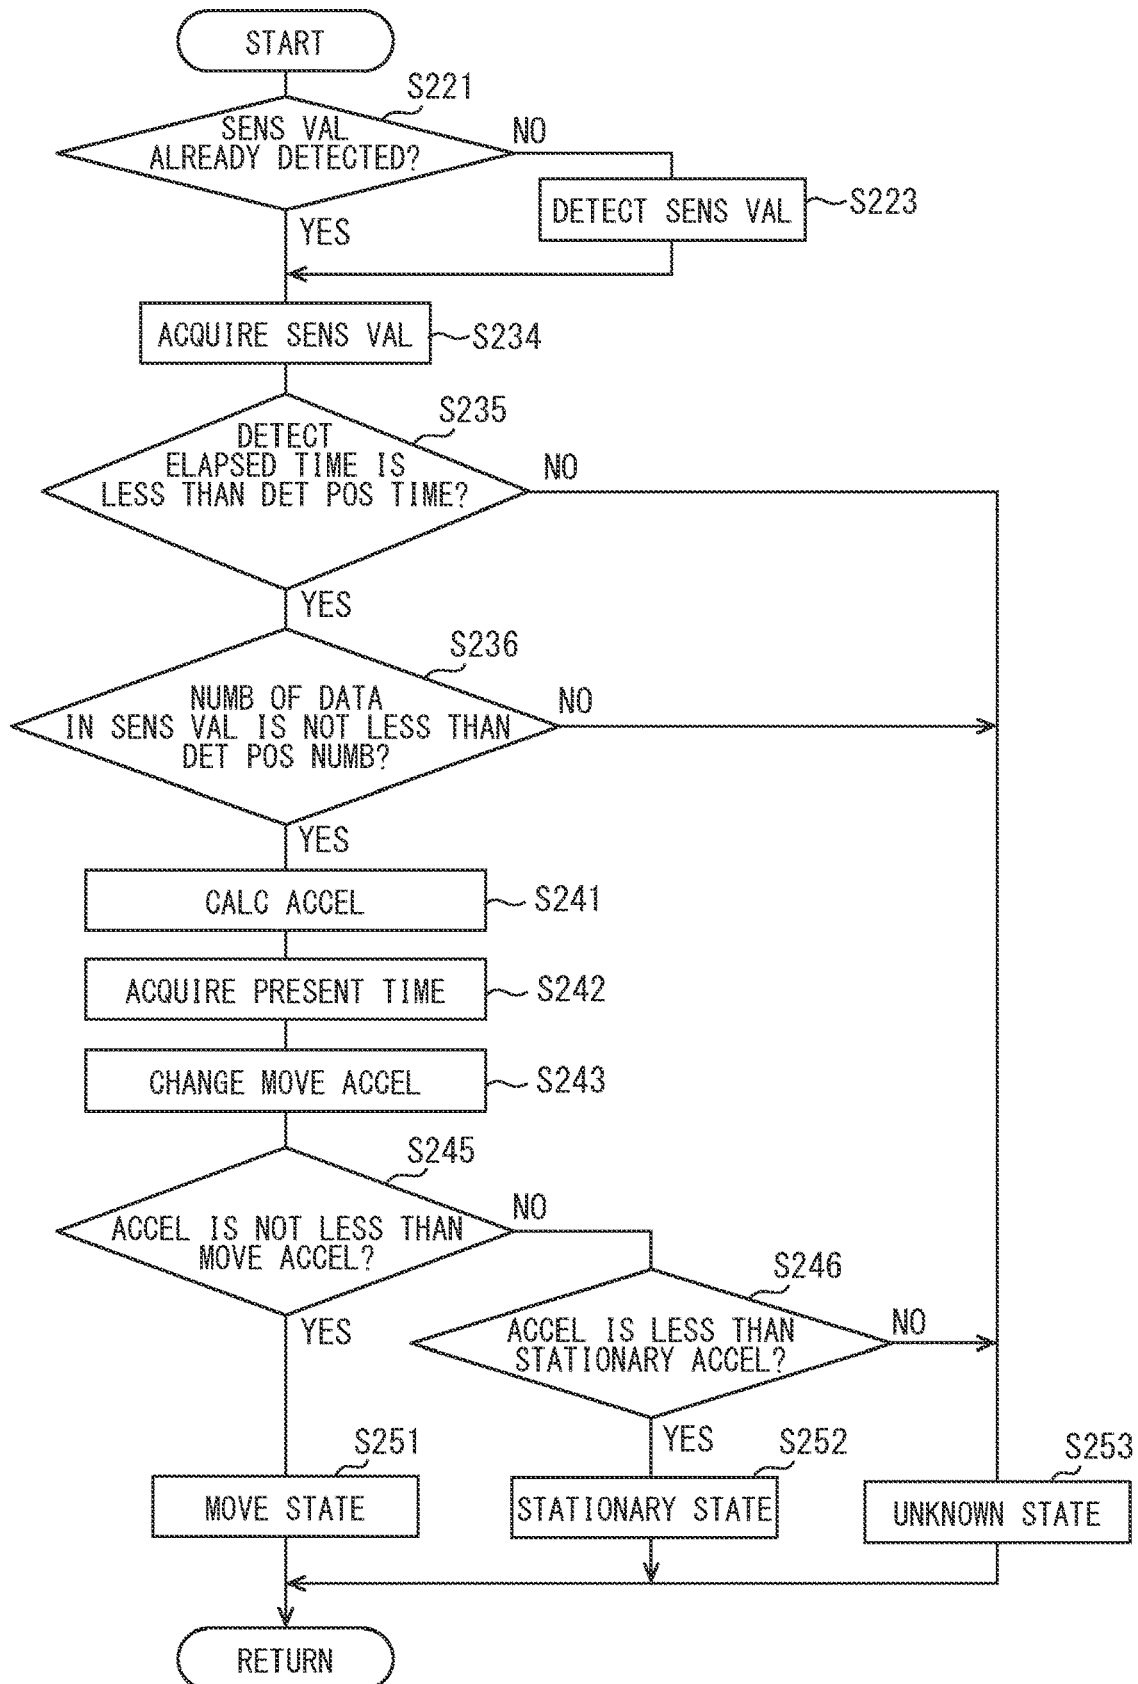 START
S221
SENS VAL
ALREADY DETECTED?
NO
DETECT SENS VAL
S223
YES
ACQUIRE SENS VAL
S234
S235
DETECT
ELAPSED TIME IS
LESS THAN DET POS TIME?
NO
YES
S236
NUMB OF DATA
IN SENS VAL IS NOT LESS THAN
DET POS NUMB?
NO
YES
CALC ACCEL
S241
ACQUIRE PRESENT TIME
S242
CHANGE MOVE ACCEL
S243
S245
ACCEL IS NOT LESS THAN
MOVE ACCEL?
NO
YES
S246
ACCEL IS LESS THAN
STATIONARY ACCEL?
NO
YES
S251
MOVE STATE
S252
STATIONARY STATE
S253
UNKNOWN STATE
RETURN